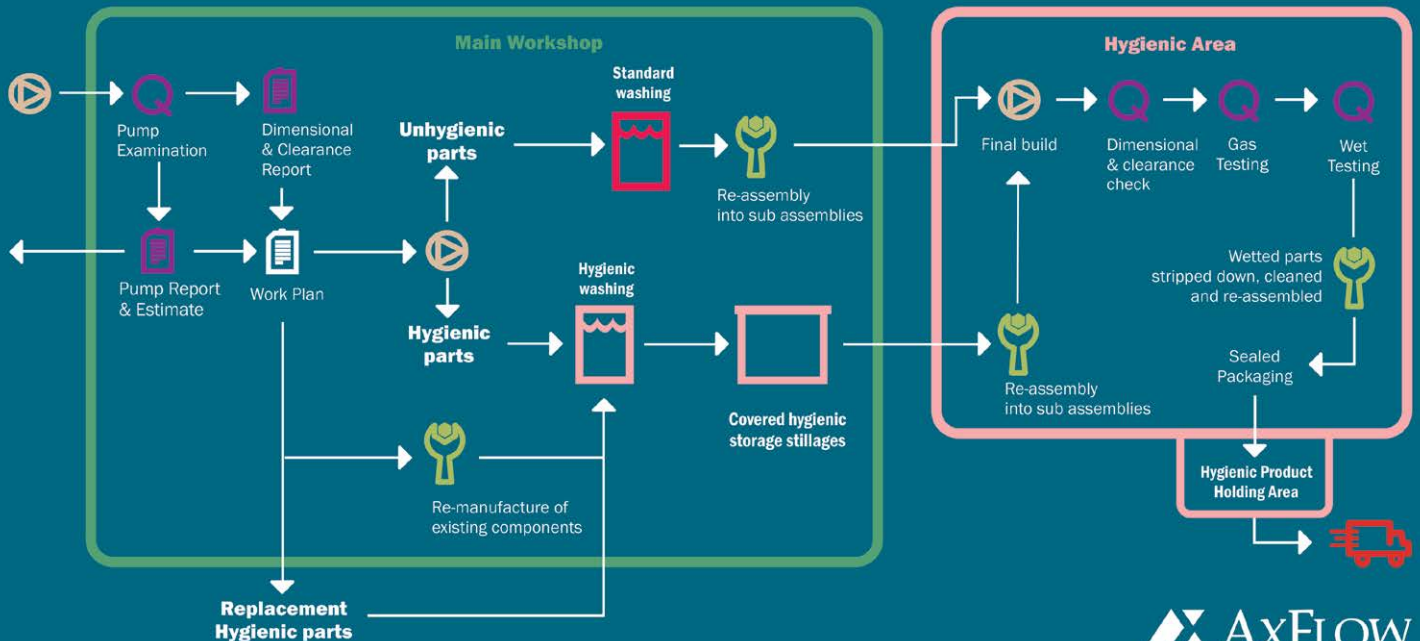 Main Workshop
Pump
Examination
Dimensional
& Clearance
Report
Pump Report
& Estimate
Work Plan
Unhygienic
parts
Hygienic
parts
Standard
washing
Re-assembly
into sub assemblies
Hygienic
washing
Covered hygienic
storage stillages
Re-manufacture of
existing components
Replacement
Hygienic parts
Hygienic Area
Final build
Dimensional
& clearance
check
Gas
Testing
Wet
Testing
Wetted parts
stripped down, cleaned
and re-assembled
Re-assembly
into sub assemblies
Sealed
Packaging
Hygienic Product
Holding Area
AxFlow